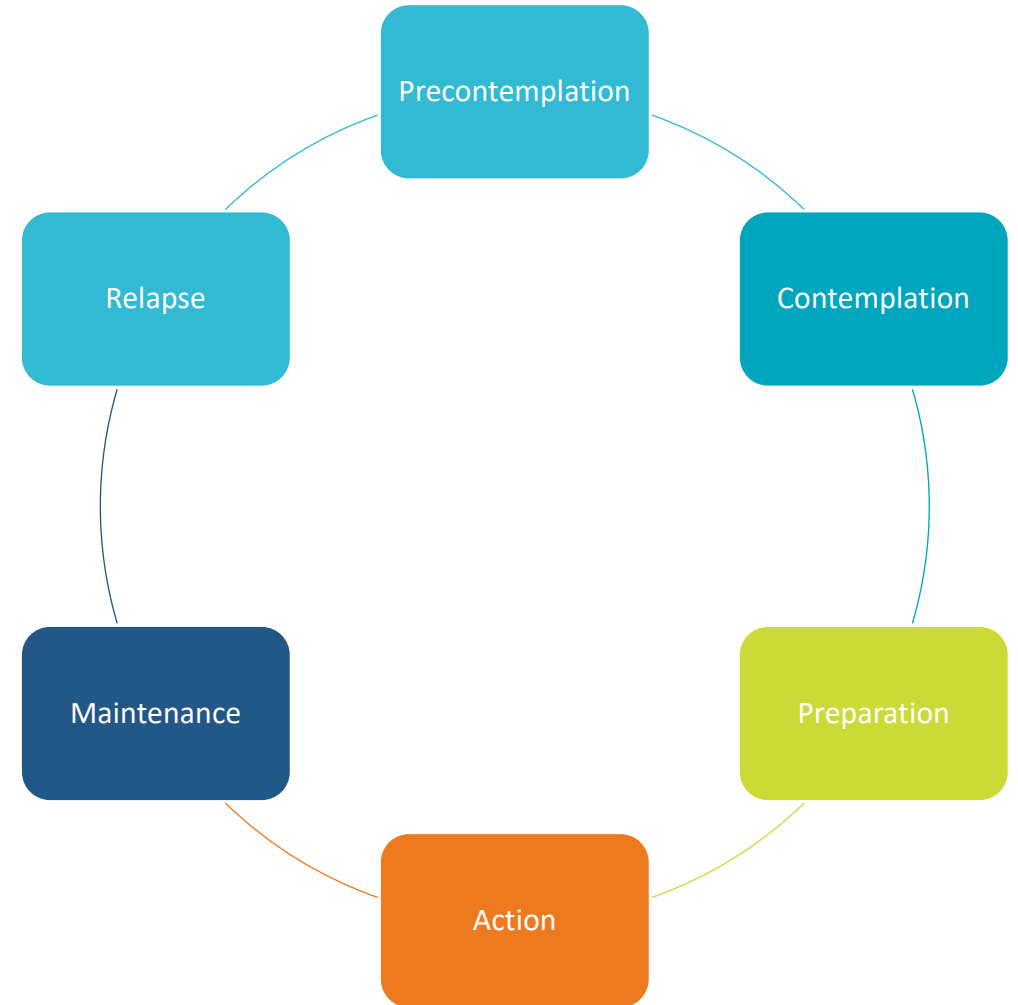 Precontemplation
Contemplation
Preparation
Action
Maintenance
Relapse